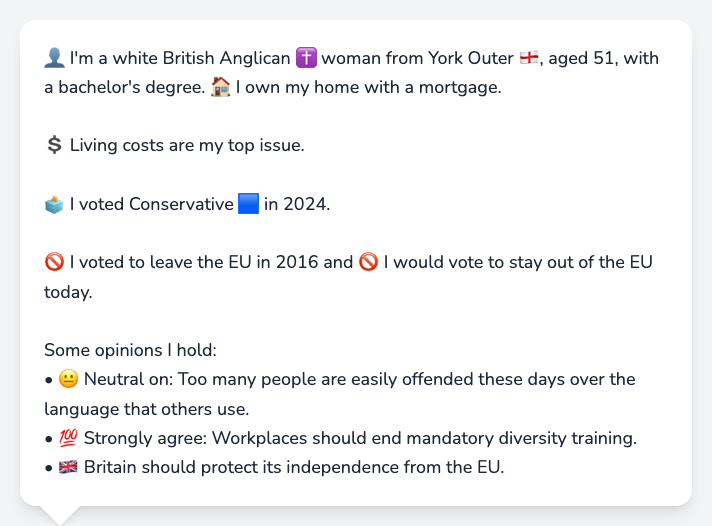 👤 I'm a white British Anglican ✝️ woman from York Outer 🏴󠁧󠁢󠁥󠁮󠁧󠁿, aged 51, with
a bachelor's degree. 🏠 I own my home with a mortgage.
💲 Living costs are my top issue.
🗳️ I voted Conservative 🟦 in 2024.
🚫 I voted to leave the EU in 2016 and 🚫 I would vote to stay out of the EU
today.
Some opinions I hold:
• 😐 Neutral on: Too many people are easily offended these days over the
language that others use.
• 💯 Strongly agree: Workplaces should end mandatory diversity training.
• 🇬🇧 Britain should protect its independence from the EU.